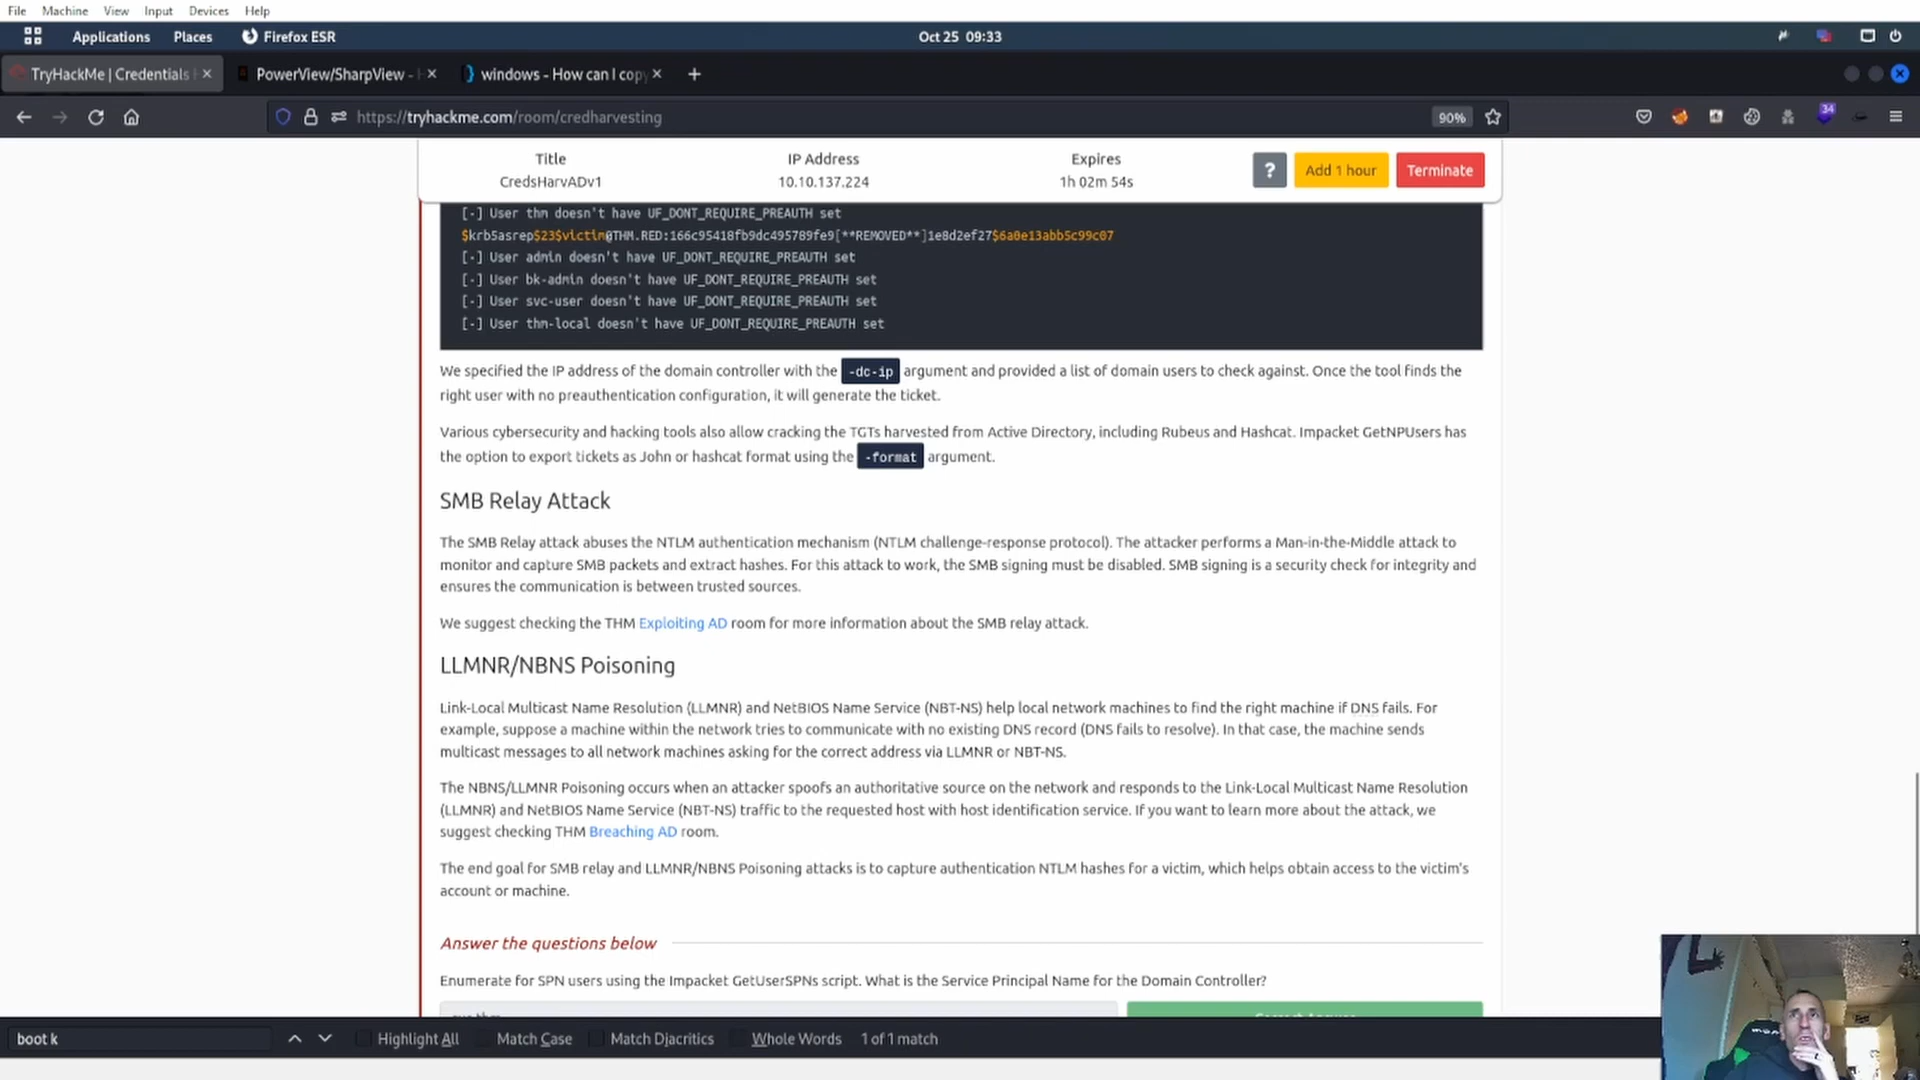 File Machine View Input Devices Help
Applications Places Firefox ESR Oct 25 09:33
TryHackMe | Credentials PowerView/SharpView - windows - How can I copy
https://tryhackme.com/room/credharvesting 90% 34
Title IP Address Expires
CredsHarvADv1 10.10.137.224 1h 02m 54s ? Add 1 hour Terminate
[-] User thm doesn't have UF_DONT_REQUIRE_PREAUTH set
$krb5asrep$23$victim@THM.RED:166c95418fb9dc495789fe9[**REMOVED**]1e8d2ef27$6a0e13abb5c99c07
[-] User admin doesn't have UF_DONT_REQUIRE_PREAUTH set
[-] User bk-admin doesn't have UF_DONT_REQUIRE_PREAUTH set
[-] User svc-user doesn't have UF_DONT_REQUIRE_PREAUTH set
[-] User thm-local doesn't have UF_DONT_REQUIRE_PREAUTH set
We specified the IP address of the domain controller with the -dc-ip argument and provided a list of domain users to check against. Once the tool finds the
right user with no preauthentication configuration, it will generate the ticket.
Various cybersecurity and hacking tools also allow cracking the TGTs harvested from Active Directory, including Rubeus and Hashcat. Impacket GetNPUsers has
the option to export tickets as John or hashcat format using the -format argument.
SMB Relay Attack
The SMB Relay attack abuses the NTLM authentication mechanism (NTLM challenge-response protocol). The attacker performs a Man-in-the-Middle attack to
monitor and capture SMB packets and extract hashes. For this attack to work, the SMB signing must be disabled. SMB signing is a security check for integrity and
ensures the communication is between trusted sources.
We suggest checking the THM Exploiting AD room for more information about the SMB relay attack.
LLMNR/NBNS Poisoning
Link-Local Multicast Name Resolution (LLMNR) and NetBIOS Name Service (NBT-NS) help local network machines to find the right machine if DNS fails. For
example, suppose a machine within the network tries to communicate with no existing DNS record (DNS fails to resolve). In that case, the machine sends
multicast messages to all network machines asking for the correct address via LLMNR or NBT-NS.
The NBNS/LLMNR Poisoning occurs when an attacker spoofs an authoritative source on the network and responds to the Link-Local Multicast Name Resolution
(LLMNR) and NetBIOS Name Service (NBT-NS) traffic to the requested host with host identification service. If you want to learn more about the attack, we
suggest checking THM Breaching AD room.
The end goal for SMB relay and LLMNR/NBNS Poisoning attacks is to capture authentication NTLM hashes for a victim, which helps obtain access to the victim's
account or machine.
Answer the questions below
Enumerate for SPN users using the Impacket GetUserSPNs script. What is the Service Principal Name for the Domain Controller?
boot k Highlight All Match Case Match Diacritics Whole Words 1 of 1 match